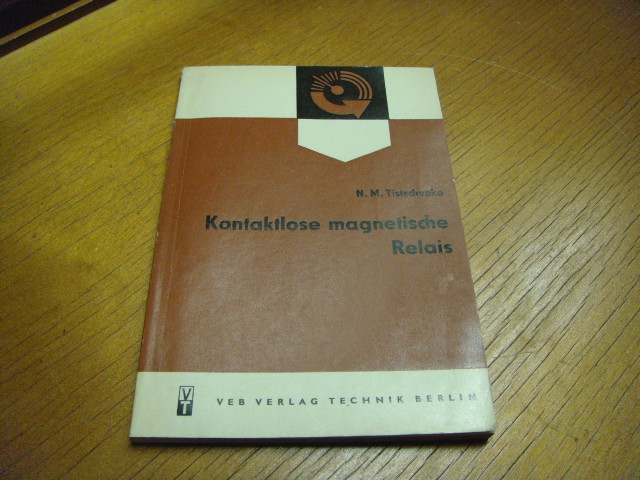 N. M. Tistschenko
Kontaktlose magnetische
Relais
VT
VEB VERLAG TECHNIK BERLIN